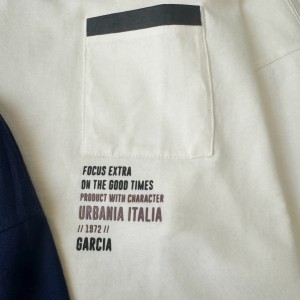 FOCUS EXTRA
ON THE GOOD TIMES
PRODUCT WITH CHARACTER
URBANIA ITALIA
// 1972 //
GARCIA